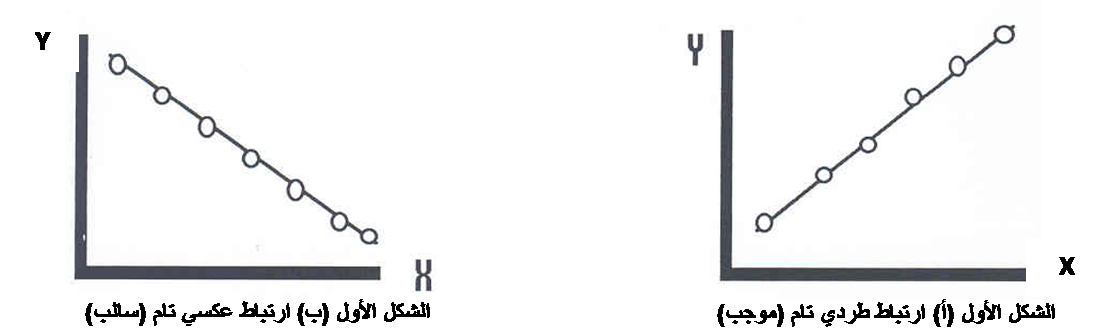 Y
X
الشكل الأول (أ) ارتباط طردي تام (موجب)
Y
X
الشكل الأول (ب) ارتباط عكسي تام (سالب)